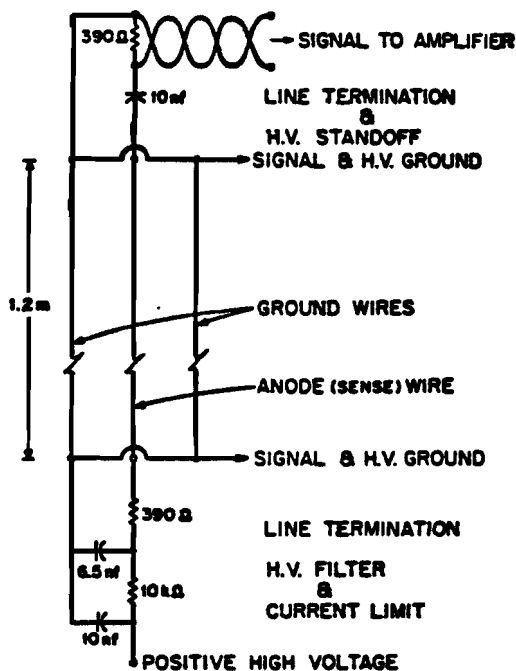 390Ω
SIGNAL TO AMPLIFIER
10nf
LINE TERMINATION
&
H.V. STANDOFF
SIGNAL & H.V. GROUND
1.2m
GROUND WIRES
ANODE (SENSE) WIRE
SIGNAL & H.V. GROUND
390Ω
LINE TERMINATION
6.5nf
H.V. FILTER
&
CURRENT LIMIT
10kΩ
10nf
POSITIVE HIGH VOLTAGE